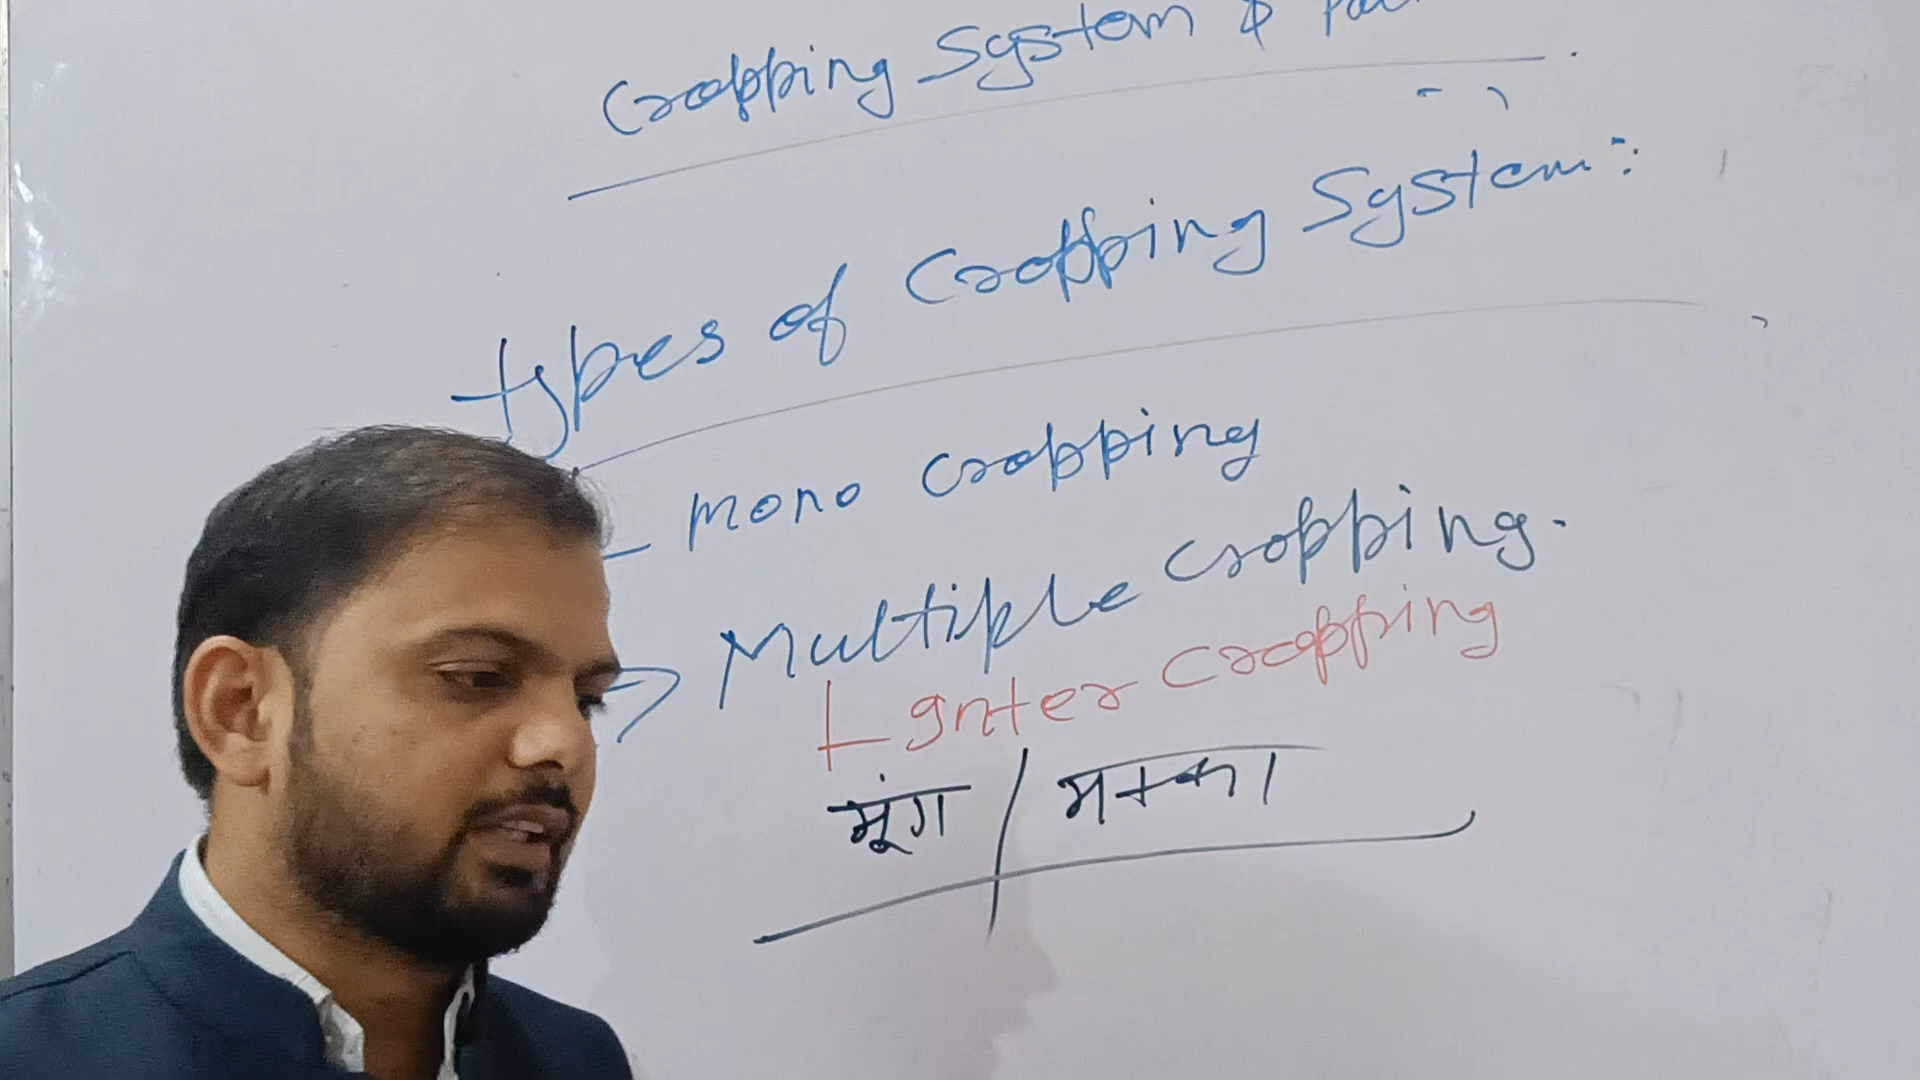 Cropping System &
types of Cropping System:
mono cropping
Multiple cropping.
Inter cropping
मूंग / मक्का